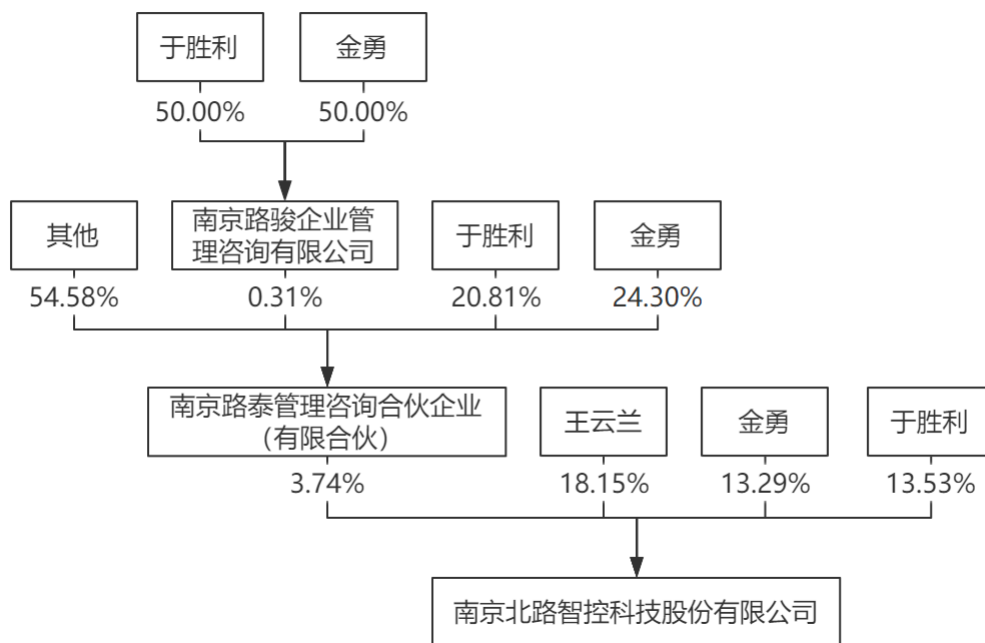 于胜利
金勇
50.00%
50.00%
其他
南京路骏企业管
理咨询有限公司
于胜利
金勇
54.58%
0.31%
20.81%
24.30%
南京路泰管理咨询合伙企业
（有限合伙）
王云兰
金勇
于胜利
3.74%
18.15%
13.29%
13.53%
南京北路智控科技股份有限公司